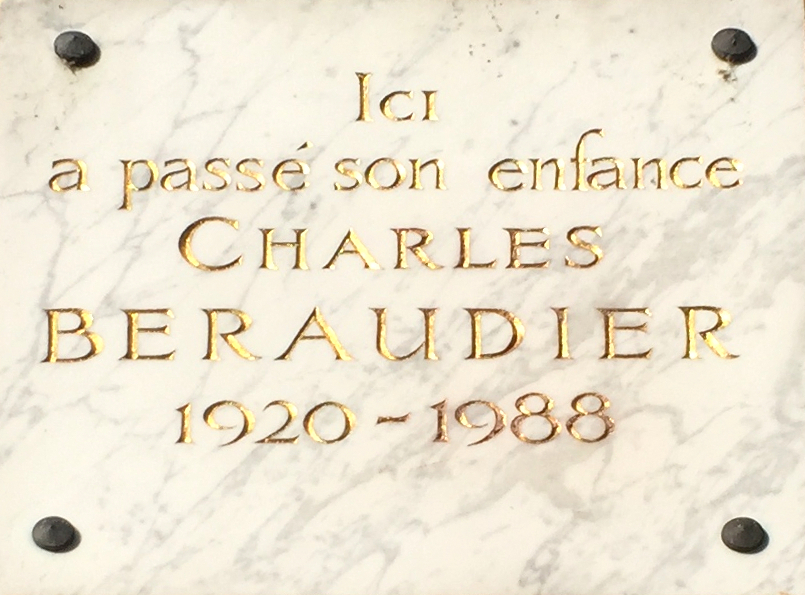 Ici
a passé son enfance
CHARLES
BERAUDIER
1920 - 1988